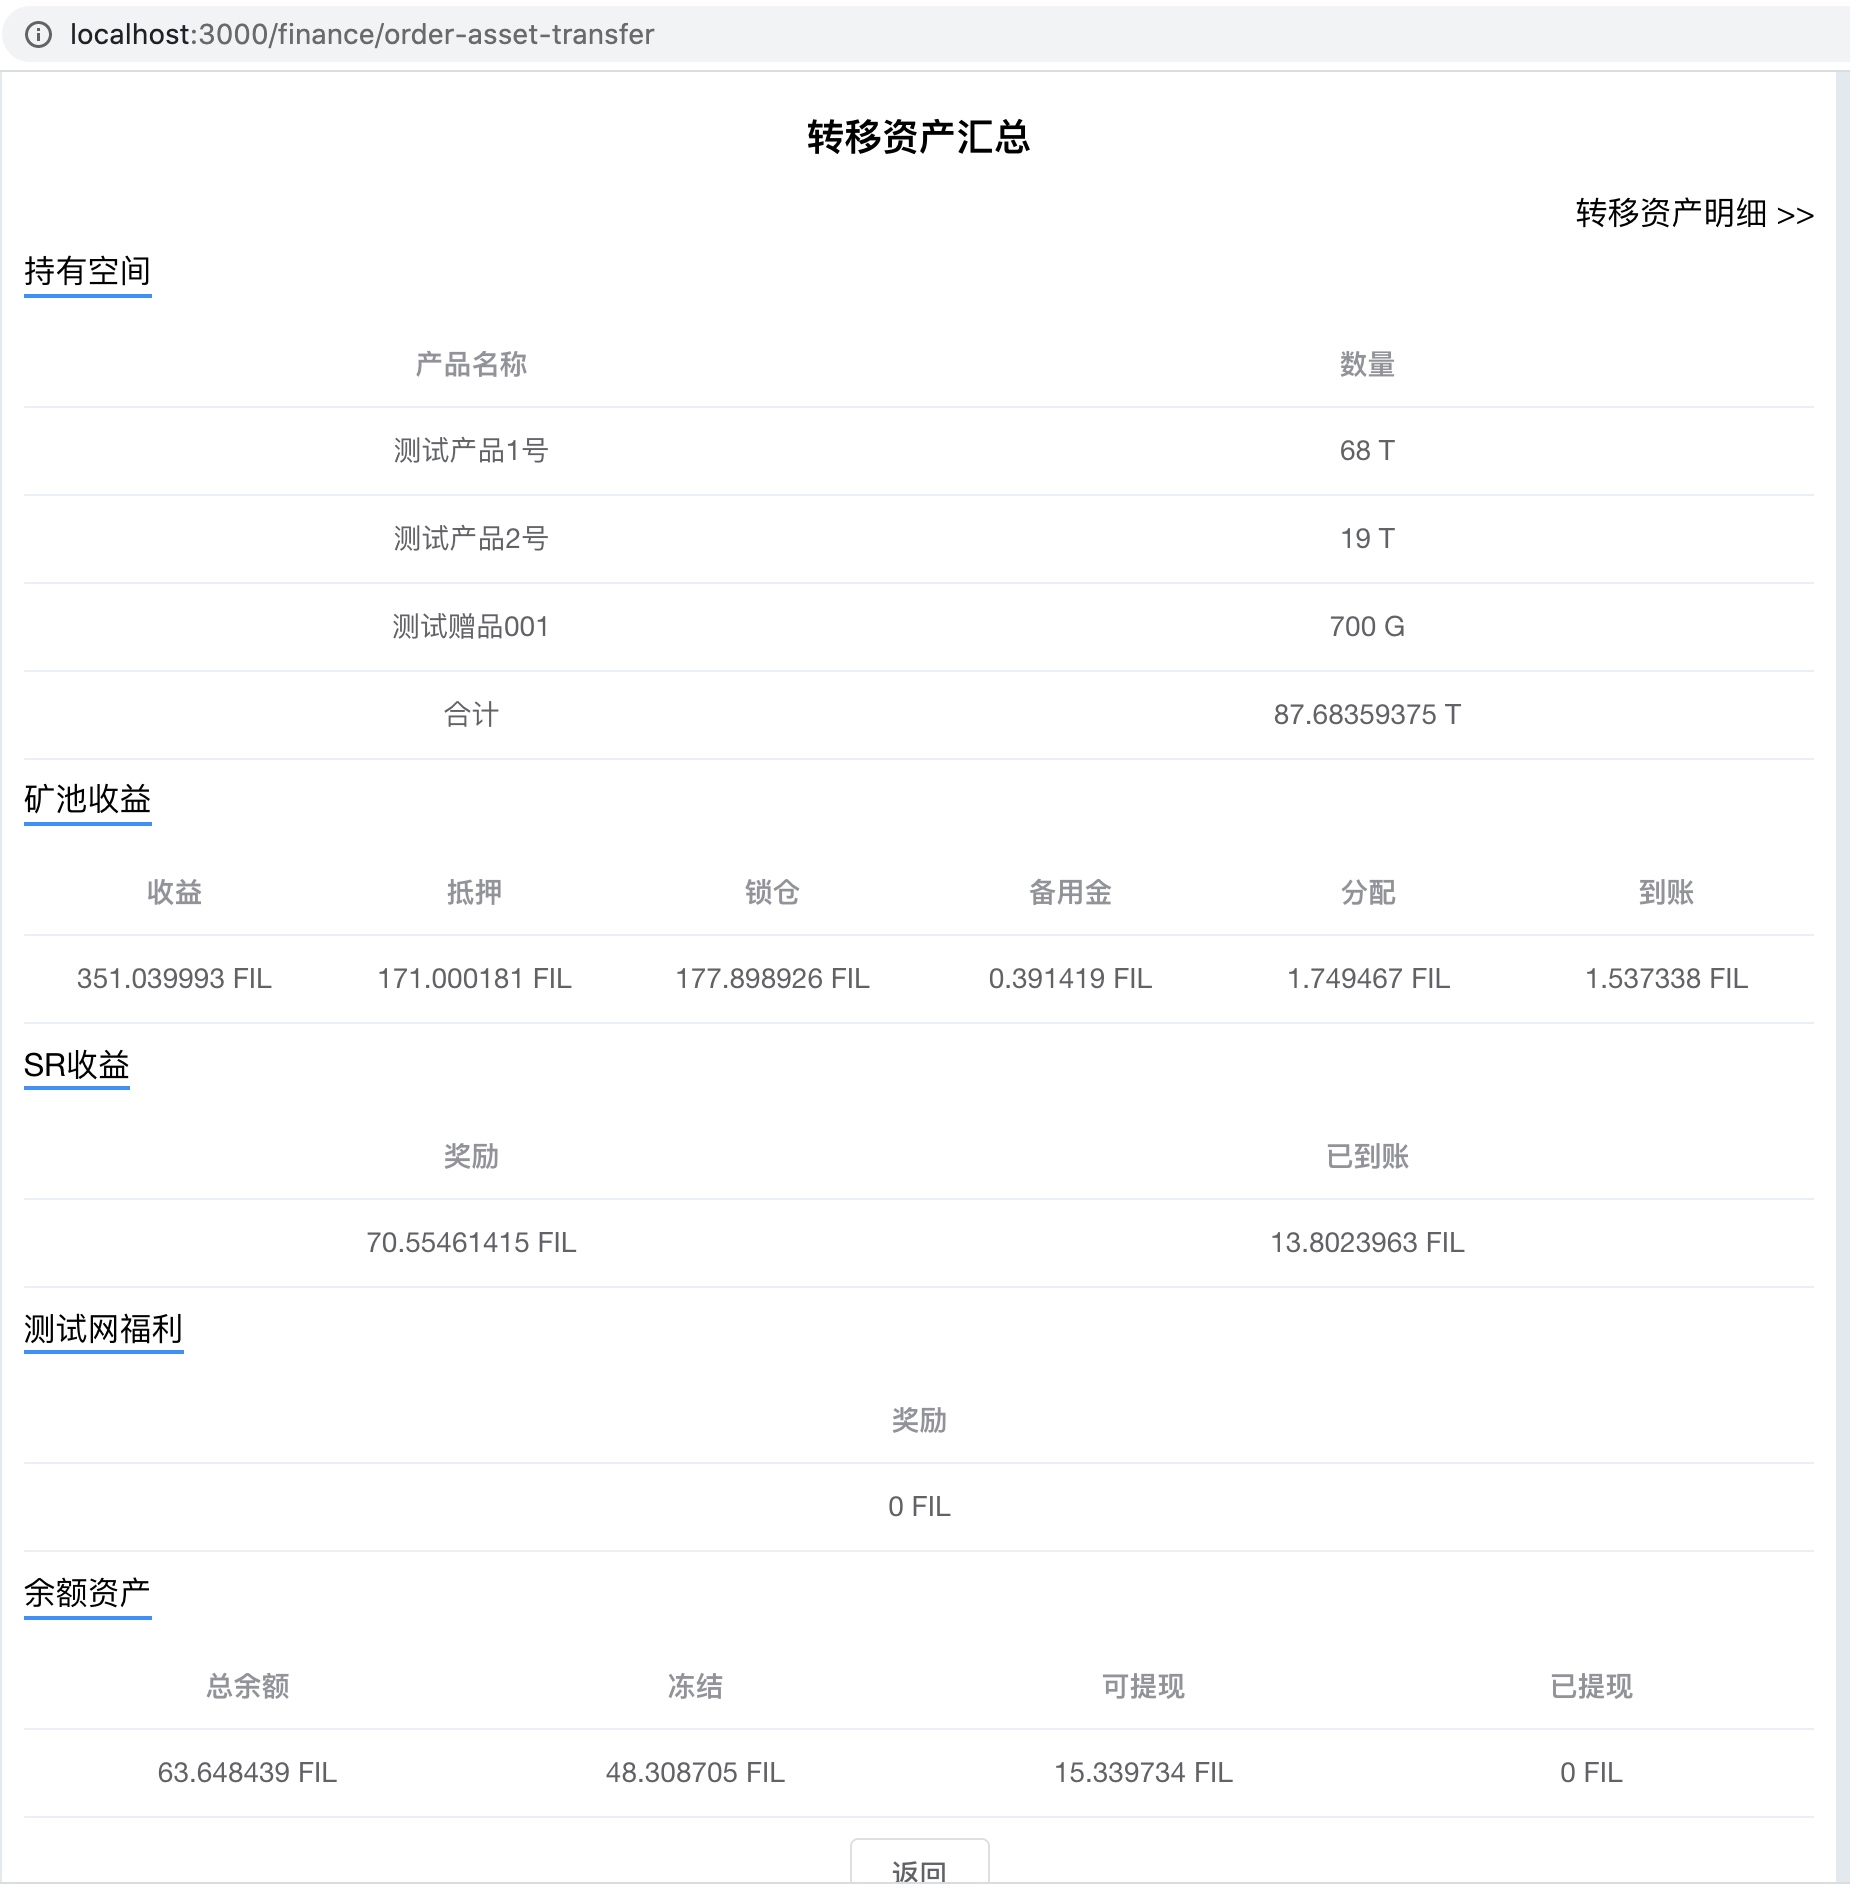 localhost:3000/finance/order-asset-transfer
转移资产汇总
转移资产明细 >>
持有空间
产品名称 数量
测试产品1号 68 T
测试产品2号 19 T
测试赠品001 700 G
合计 87.68359375 T
矿池收益
收益 抵押 锁仓 备用金 分配 到账
351.039993 FIL 171.000181 FIL 177.898926 FIL 0.391419 FIL 1.749467 FIL 1.537338 FIL
SR收益
奖励 已到账
70.55461415 FIL 13.8023963 FIL
测试网福利
奖励
0 FIL
余额资产
总余额 冻结 可提现 已提现
63.648439 FIL 48.308705 FIL 15.339734 FIL 0 FIL
返回